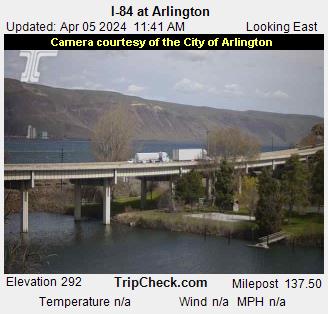 I-84 at Arlington
Updated: Apr 05 2024 11:41 AM Looking East
Camera courtesy of the City of Arlington
Elevation 292 TripCheck.com Milepost 137.50
Temperature n/a Wind n/a MPH n/a